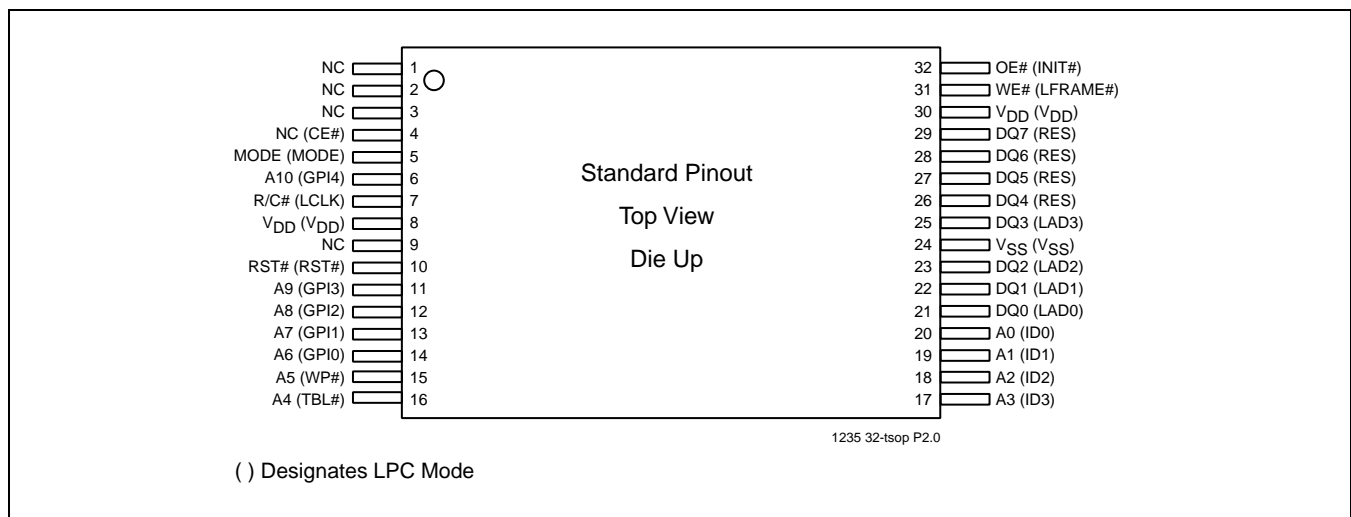 NC 1
NC 2
NC 3
NC (CE#) 4
MODE (MODE) 5
A10 (GPI4) 6
R/C# (LCLK) 7
VDD (VDD) 8
NC 9
RST# (RST#) 10
A9 (GPI3) 11
A8 (GPI2) 12
A7 (GPI1) 13
A6 (GPI0) 14
A5 (WP#) 15
A4 (TBL#) 16
Standard Pinout
Top View
Die Up
32 OE# (INIT#)
31 WE# (LFRAME#)
30 VDD (VDD)
29 DQ7 (RES)
28 DQ6 (RES)
27 DQ5 (RES)
26 DQ4 (RES)
25 DQ3 (LAD3)
24 VSS (VSS)
23 DQ2 (LAD2)
22 DQ1 (LAD1)
21 DQ0 (LAD0)
20 A0 (ID0)
19 A1 (ID1)
18 A2 (ID2)
17 A3 (ID3)
1235 32-tsop P2.0
( ) Designates LPC Mode